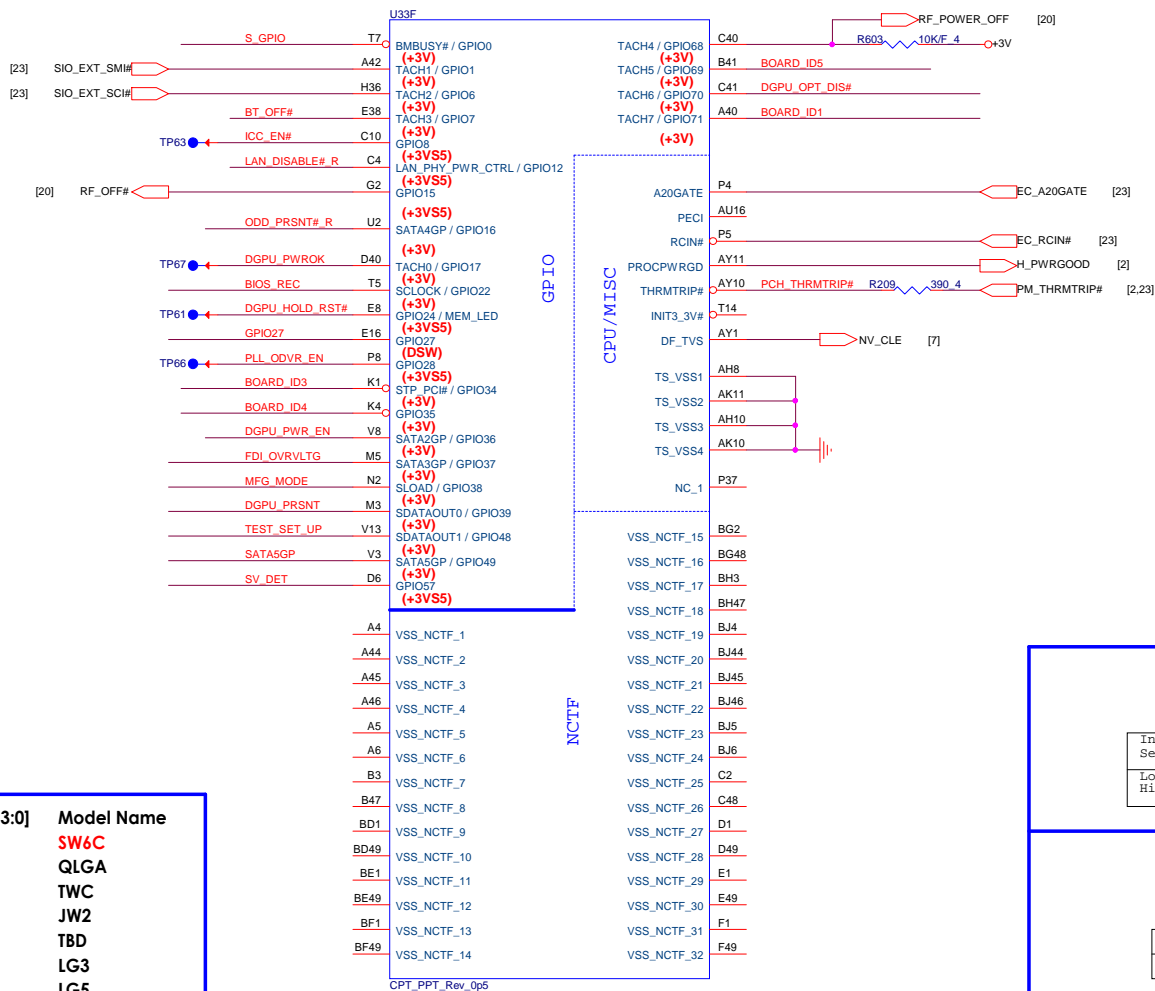 U33F
S_GPIO T7 BMBUSY# / GPIO0
(+3V)
[23] SIO_EXT_SMI# A42 TACH1 / GPIO1
(+3V)
[23] SIO_EXT_SCI# H36 TACH2 / GPIO6
(+3V)
BT_OFF# E38 TACH3 / GPIO7
(+3V)
TP63 ICC_EN# C10 GPIO8
(+3VS5)
LAN_DISABLE#_R C4 LAN_PHY_PWR_CTRL / GPIO12
(+3VS5)
[20] RF_OFF# G2 GPIO15
(+3VS5)
ODD_PRSNT#_R U2 SATA4GP / GPIO16
(+3V)
TP67 DGPU_PWROK D40 TACH0 / GPIO17
(+3V)
BIOS_REC T5 SCLOCK / GPIO22
(+3V)
TP61 DGPU_HOLD_RST# E8 GPIO24 / MEM_LED
(+3VS5)
GPIO27 E16 GPIO27
(DSW)
TP66 PLL_ODVR_EN P8 GPIO28
(+3VS5)
BOARD_ID3 K1 STP_PCI# / GPIO34
(+3V)
BOARD_ID4 K4 GPIO35
(+3V)
DGPU_PWR_EN V8 SATA2GP / GPIO36
(+3V)
FDI_OVRVLTG M5 SATA3GP / GPIO37
(+3V)
MFG_MODE N2 SLOAD / GPIO38
(+3V)
DGPU_PRSNT M3 SDATAOUT0 / GPIO39
(+3V)
TEST_SET_UP V13 SDATAOUT1 / GPIO48
(+3V)
SATA5GP V3 SATA5GP / GPIO49
(+3V)
SV_DET D6 GPIO57
(+3VS5)
A4 VSS_NCTF_1
A44 VSS_NCTF_2
A45 VSS_NCTF_3
A46 VSS_NCTF_4
A5 VSS_NCTF_5
A6 VSS_NCTF_6
B3 VSS_NCTF_7
B47 VSS_NCTF_8
BD1 VSS_NCTF_9
BD49 VSS_NCTF_10
BE1 VSS_NCTF_11
BE49 VSS_NCTF_12
BF1 VSS_NCTF_13
BF49 VSS_NCTF_14
GPIO
CPU/MISC
NCTF
RF_POWER_OFF [20]
TACH4 / GPIO68 C40 R603 10K/F_4 +3V
(+3V)
TACH5 / GPIO69 B41 BOARD_ID5
(+3V)
TACH6 / GPIO70 C41 DGPU_OPT_DIS#
(+3V)
TACH7 / GPIO71 A40 BOARD_ID1
(+3V)
A20GATE P4 EC_A20GATE [23]
PECI AU16
RCIN# P5 EC_RCIN# [23]
PROCPWRGD AY11 H_PWRGOOD [2]
THRMTRIP# AY10 PCH_THRMTRIP# R209 390_4 PM_THRMTRIP# [2,23]
INIT3_3V# T14
DF_TVS AY1 NV_CLE [7]
TS_VSS1 AH8
TS_VSS2 AK11
TS_VSS3 AH10
TS_VSS4 AK10
NC_1 P37
VSS_NCTF_15 BG2
VSS_NCTF_16 BG48
VSS_NCTF_17 BH3
VSS_NCTF_18 BH47
VSS_NCTF_19 BJ4
VSS_NCTF_20 BJ44
VSS_NCTF_21 BJ45
VSS_NCTF_22 BJ46
VSS_NCTF_23 BJ5
VSS_NCTF_24 BJ6
VSS_NCTF_25 C2
VSS_NCTF_26 C48
VSS_NCTF_27 D1
VSS_NCTF_28 D49
VSS_NCTF_29 E1
VSS_NCTF_30 E49
VSS_NCTF_31 F1
VSS_NCTF_32 F49
CPT_PPT_Rev_0p5
3:0] Model Name
SW6C
QLGA
TWC
JW2
TBD
LG3
LG5
In
Se
Lo
Hi